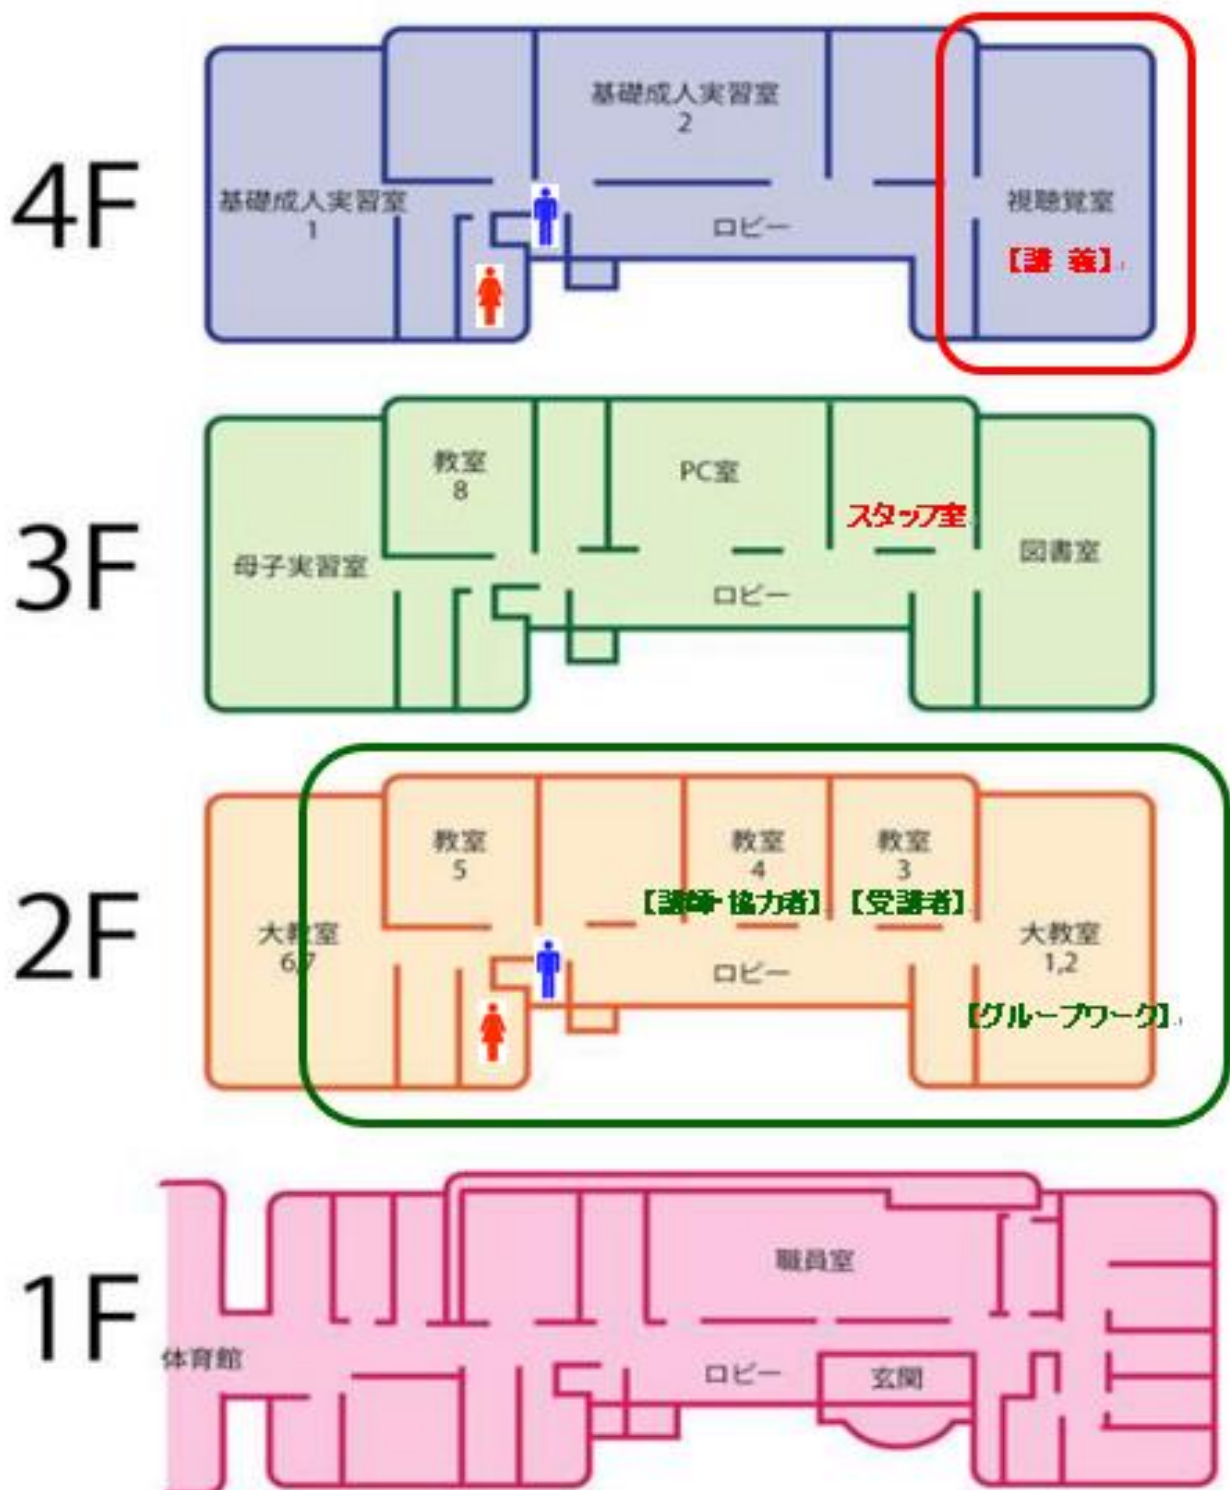 4F
基礎成人実習室
2
基礎成人実習室
1
ロビー
視聴覚室
【講 義】
3F
教室
8
PC室
スタッフ室
母子実習室
ロビー
図書室
2F
教室
5
教室
4
教室
3
【講師・協力者】
【受講者】
大教室
6,7
ロビー
大教室
1,2
【グループワーク】
1F
職員室
体育館
ロビー
玄関